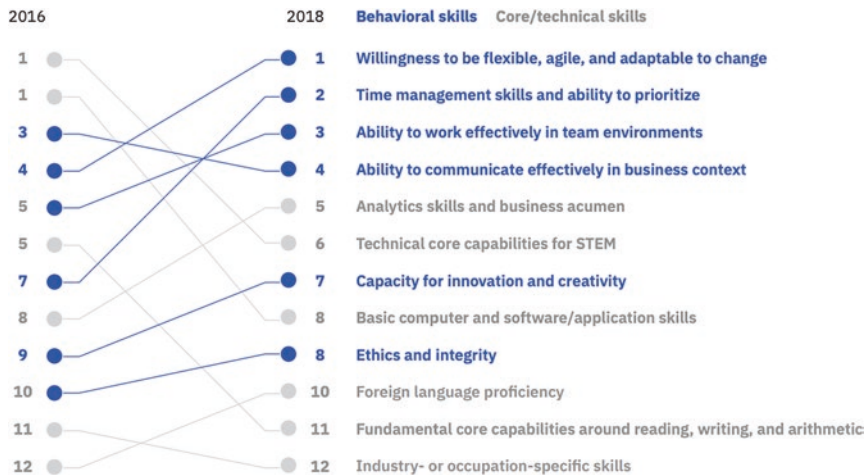 2016 2018 Behavioral skills Core/technical skills
1 1 Willingness to be flexible, agile, and adaptable to change
1 2 Time management skills and ability to prioritize
3 3 Ability to work effectively in team environments
4 4 Ability to communicate effectively in business context
5 5 Analytics skills and business acumen
5 6 Technical core capabilities for STEM
7 7 Capacity for innovation and creativity
8 8 Basic computer and software/application skills
9 8 Ethics and integrity
10 10 Foreign language proficiency
11 11 Fundamental core capabilities around reading, writing, and arithmetic
12 12 Industry- or occupation-specific skills